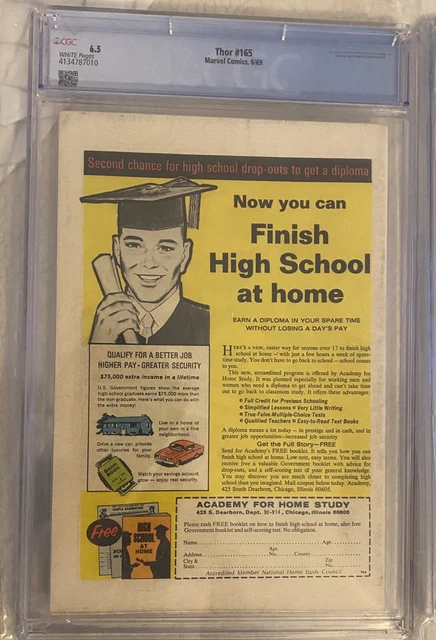 CGC
6.5
WHITE Pages
4134787010
Thor #165
Marvel Comics, 6/69
Second chance for high school drop-outs to get a diploma
Now you can
Finish
High School
at home
EARN A DIPLOMA IN YOUR SPARE TIME
WITHOUT LOSING A DAY'S PAY
QUALIFY FOR A BETTER JOB
HIGHER PAY • GREATER SECURITY
$75,000 extra income in a lifetime
U.S. Government figures show the average
high school graduate earns $75,000 more than
the non-graduate. Here's what you can do with
the extra money!
Live in a home of
your own in a fine
neighborhood.
Drive a new car, provide
other luxuries for your
family.
Watch your savings account
grow — enjoy real security.
HERE'S A NEW, easier way for anyone over 17 to finish high
school at home — with just a few hours a week of spare-
time study. You don't have to go back to school — school comes
to you.
This new, streamlined program is offered by Academy for
Home Study. It was planned especially for working men and
women who need a diploma to get ahead and can't take time
out to go back to classroom study. It offers these advantages:
Full Credit for Previous Schooling
Simplified Lessons Very Little Writing
True-False Multiple-Choice Tests
Qualified Teachers Easy-to-Read Text Books
A diploma means a lot today — in prestige and in cash, and in
greater job opportunities—increased job security
Get the Full Story—FREE
Send for Academy's FREE booklet. It tells you how you can
finish high school at home. Low cost, easy terms. You will also
receive free a valuable Government booklet with advice for
drop-outs, and a self-scoring test of your general knowledge.
You may discover you are much closer to completing high
school than you imagined. Mail coupon below today. Academy,
425 South Dearborn, Chicago, Illinois 60605.
Free
HIGH
SCHOOL
AT
HOME
ACADEMY FOR HOME STUDY
425 S. Dearborn, Dept. 50-511, Chicago, Illinois 60605
Please rush FREE booklet on how to finish high school at home, also free
Government booklet and self-scoring test. No obligation.
Name Age
Address Apt. No. County
City & State Zip No.
Accredited Member National Home Study Council